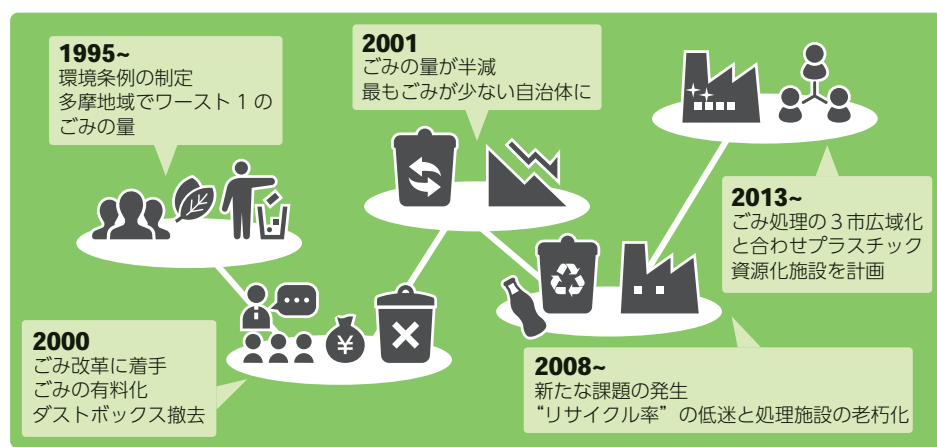 1995~
環境条例の制定
多摩地域でワースト1の
ごみの量
2000
ごみ改革に着手
ごみの有料化
ダストボックス撤去
¥
2001
ごみの量が半減
最もごみが少ない自治体に
2008~
新たな課題の発生
“リサイクル率”の低迷と処理施設の老朽化
2013~
ごみ処理の3市広域化
と合わせプラスチック
資源化施設を計画